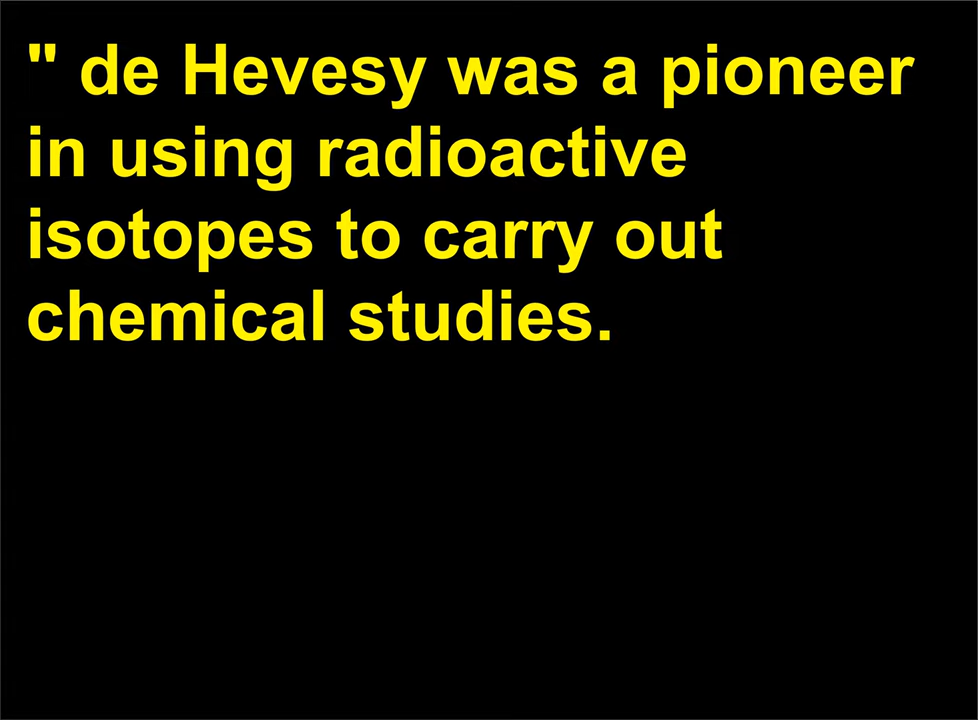 " de Hevesy was a pioneer
in using radioactive
isotopes to carry out
chemical studies.